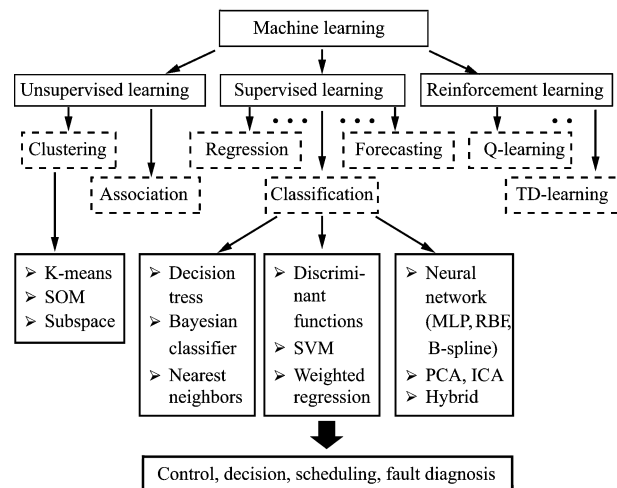 Machine learning
Unsupervised learning
Supervised learning
Reinforcement learning
Clustering
Regression
Forecasting
Q-learning
Association
Classification
TD-learning
➢ K-means
➢ SOM
➢ Subspace
➢ Decision
tress
➢ Bayesian
classifier
➢ Nearest
neighbors
➢ Discrimi-
nant
functions
➢ SVM
➢ Weighted
regression
➢ Neural
network
(MLP, RBF,
B-spline)
➢ PCA, ICA
➢ Hybrid
Control, decision, scheduling, fault diagnosis